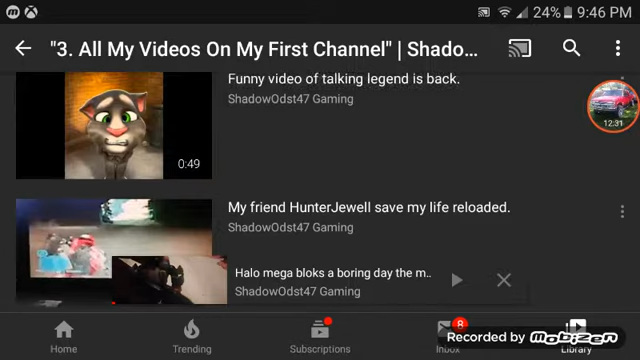 24% 9:46 PM
"3. All My Videos On My First Channel" | Shado...
Funny video of talking legend is back.
ShadowOdst47 Gaming
12:31
0:49
My friend HunterJewell save my life reloaded.
ShadowOdst47 Gaming
Halo mega bloks a boring day the m..
ShadowOdst47 Gaming
8
Home Trending Subscriptions Inbox Library
Recorded by Mobizen